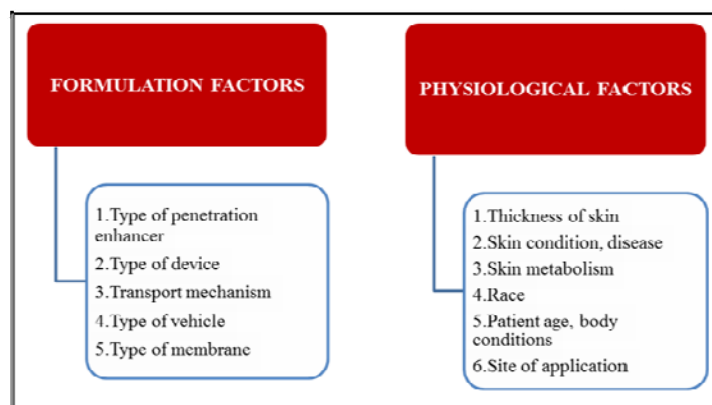 FORMULATION FACTORS
1.Type of penetration
enhancer
2.Type of device
3.Transport mechanism
4.Type of vehicle
5.Type of membrane
PHYSIOLOGICAL FACTORS
1.Thickness of skin
2.Skin condition, disease
3.Skin metabolism
4.Race
5.Patient age, body
conditions
6.Site of application